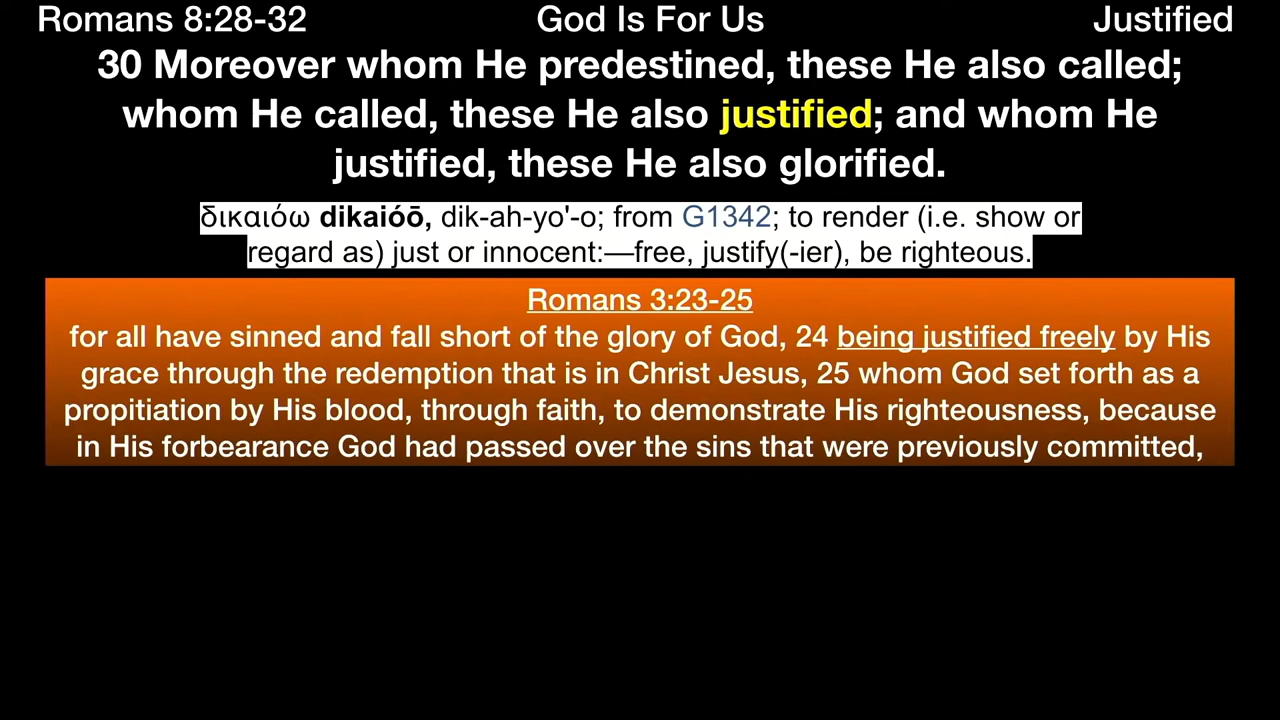 Romans 8:28-32 God Is For Us Justified
30 Moreover whom He predestined, these He also called;
whom He called, these He also justified; and whom He
justified, these He also glorified.
δικαιόω dikaióō, dik-ah-yo'-o; from G1342; to render (i.e. show or
regard as) just or innocent:—free, justify(-ier), be righteous.
Romans 3:23-25
for all have sinned and fall short of the glory of God, 24 being justified freely by His
grace through the redemption that is in Christ Jesus, 25 whom God set forth as a
propitiation by His blood, through faith, to demonstrate His righteousness, because
in His forbearance God had passed over the sins that were previously committed,